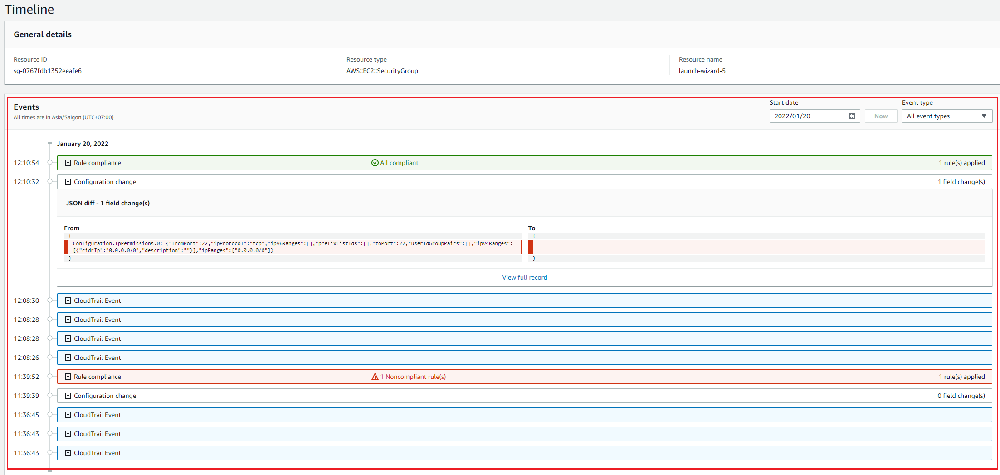 Timeline
General details
Resource ID
sg-0767fdb1352eeafe6
Resource type
AWS::EC2::SecurityGroup
Resource name
launch-wizard-5
Events
All times are in Asia/Saigon (UTC+07:00)
Start date
2022/01/20
Now
Event type
All event types
January 20, 2022
12:10:54 Rule compliance All compliant 1 rule(s) applied
12:10:32 Configuration change 1 field change(s)
JSON diff - 1 field change(s)
From
{
Configuration.IpPermissions.0: {"fromPort":22,"ipProtocol":"tcp","ipv6Ranges":[],"prefixListIds":[],"toPort":22,"userIdGroupPairs":[],"ipv4Ranges":
[{"cidrIp":"0.0.0.0/0","description":""}],"ipRanges":["0.0.0.0/0"]}
}
To
{
}
View full record
12:08:30 CloudTrail Event
12:08:28 CloudTrail Event
12:08:28 CloudTrail Event
12:08:26 CloudTrail Event
11:39:52 Rule compliance 1 Noncompliant rule(s) 1 rule(s) applied
11:39:39 Configuration change 0 field change(s)
11:36:45 CloudTrail Event
11:36:43 CloudTrail Event
11:36:43 CloudTrail Event